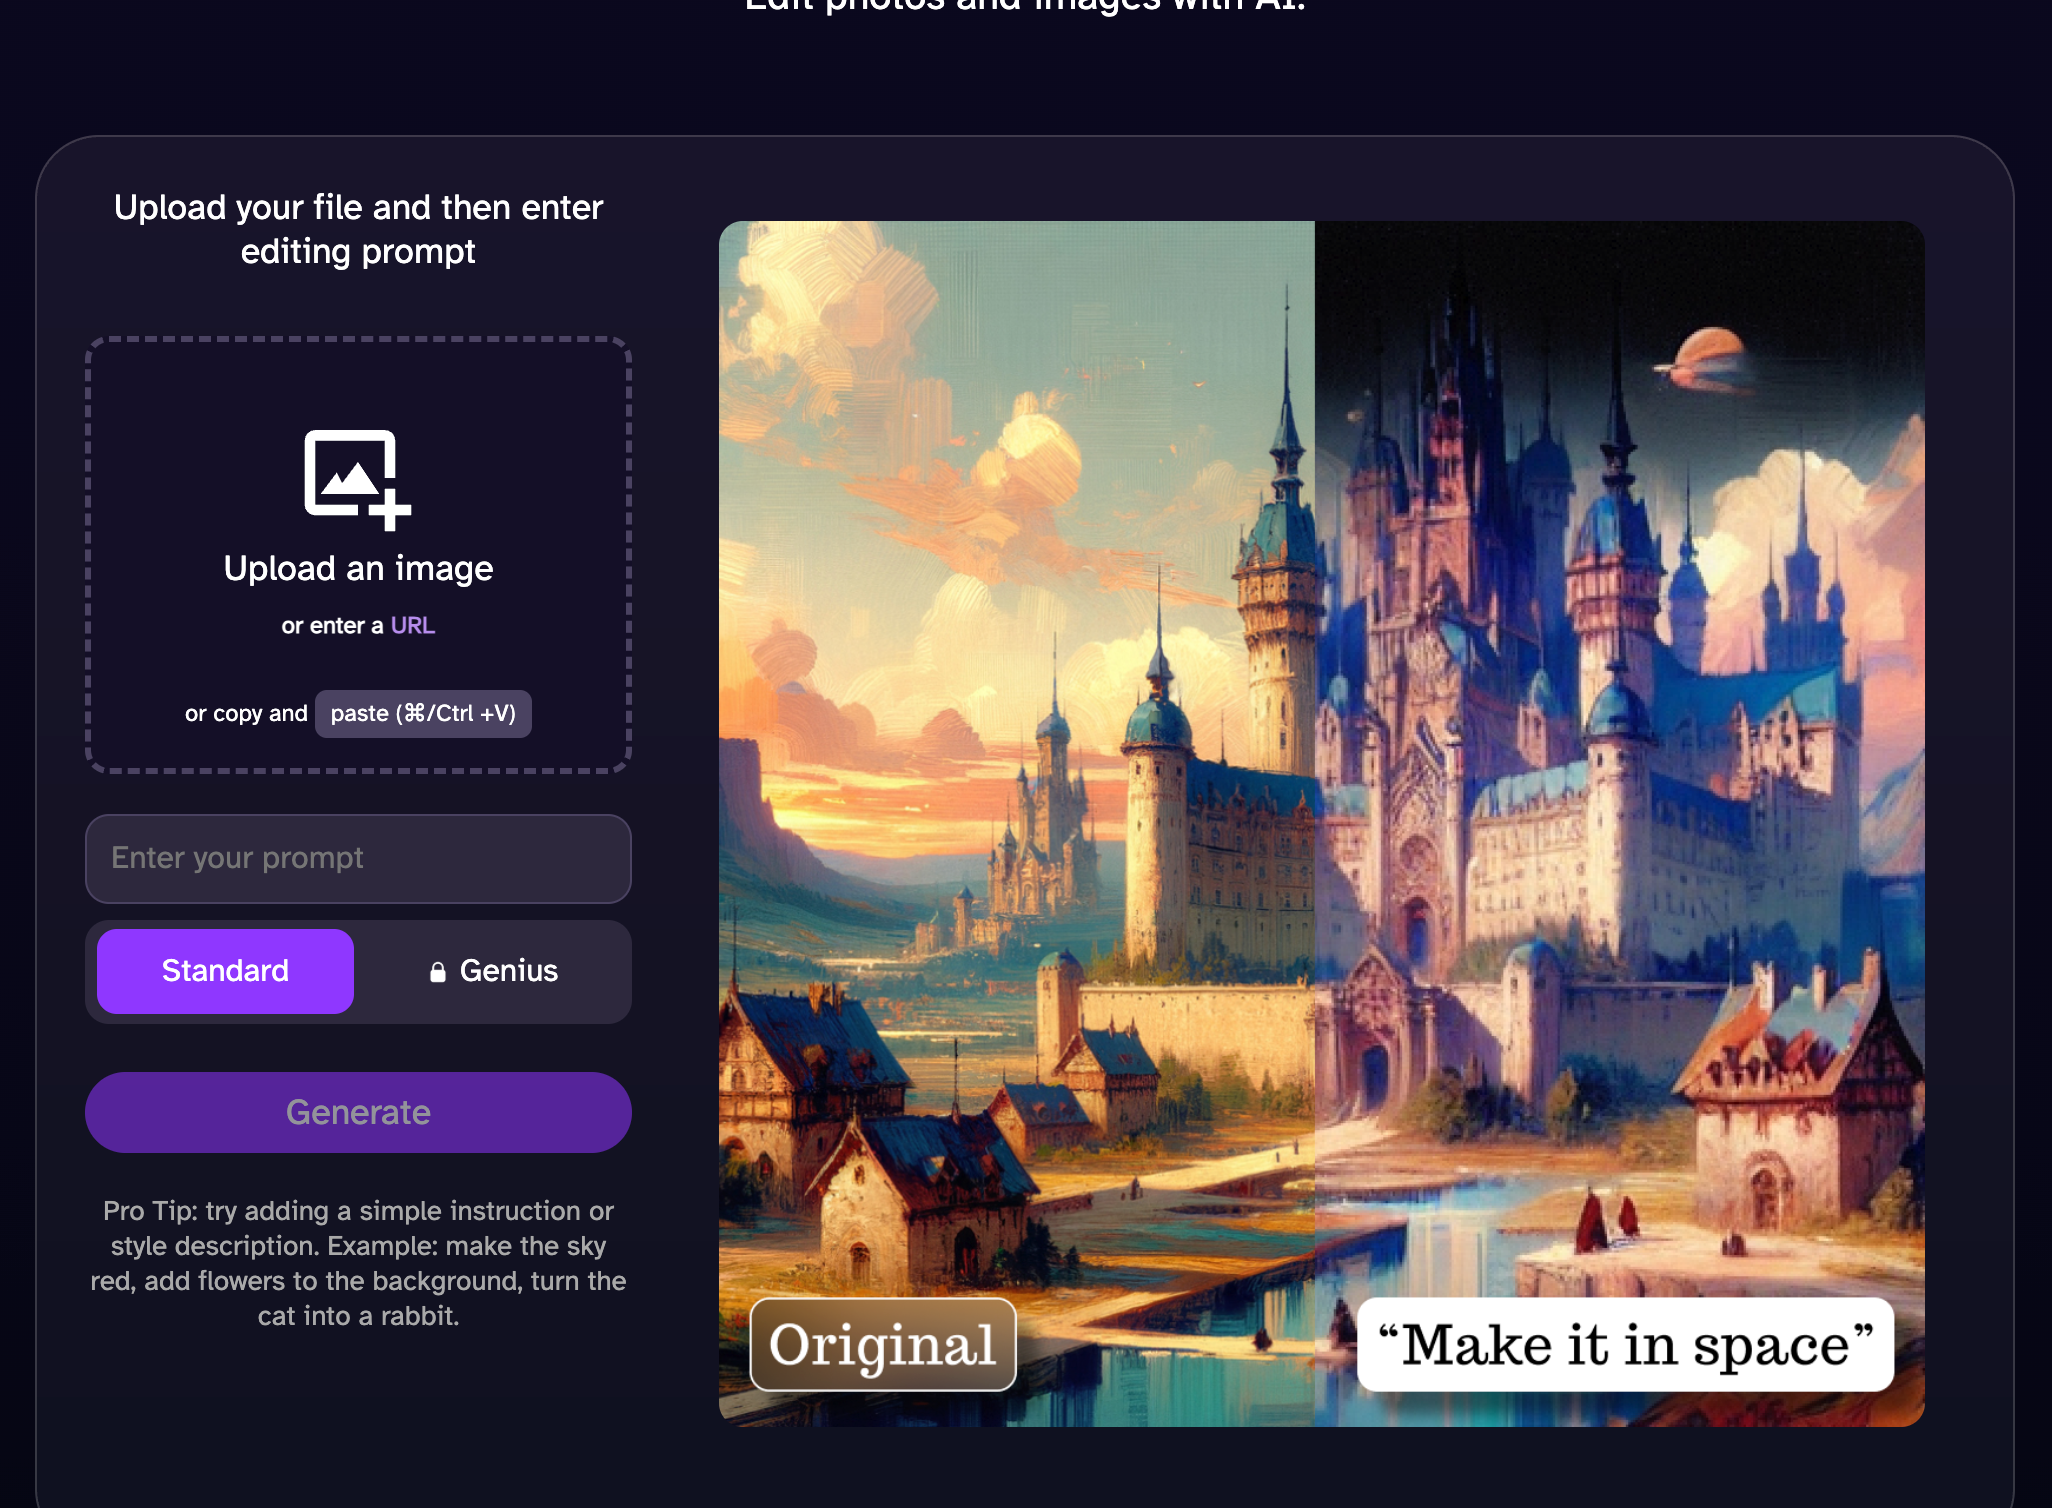 Edit photos and images with AI.
Upload your file and then enter
editing prompt
Upload an image
or enter a URL
or copy and paste (⌘/Ctrl +V)
Enter your prompt
Standard
Genius
Generate
Pro Tip: try adding a simple instruction or
style description. Example: make the sky
red, add flowers to the background, turn the
cat into a rabbit.
Original
“Make it in space”